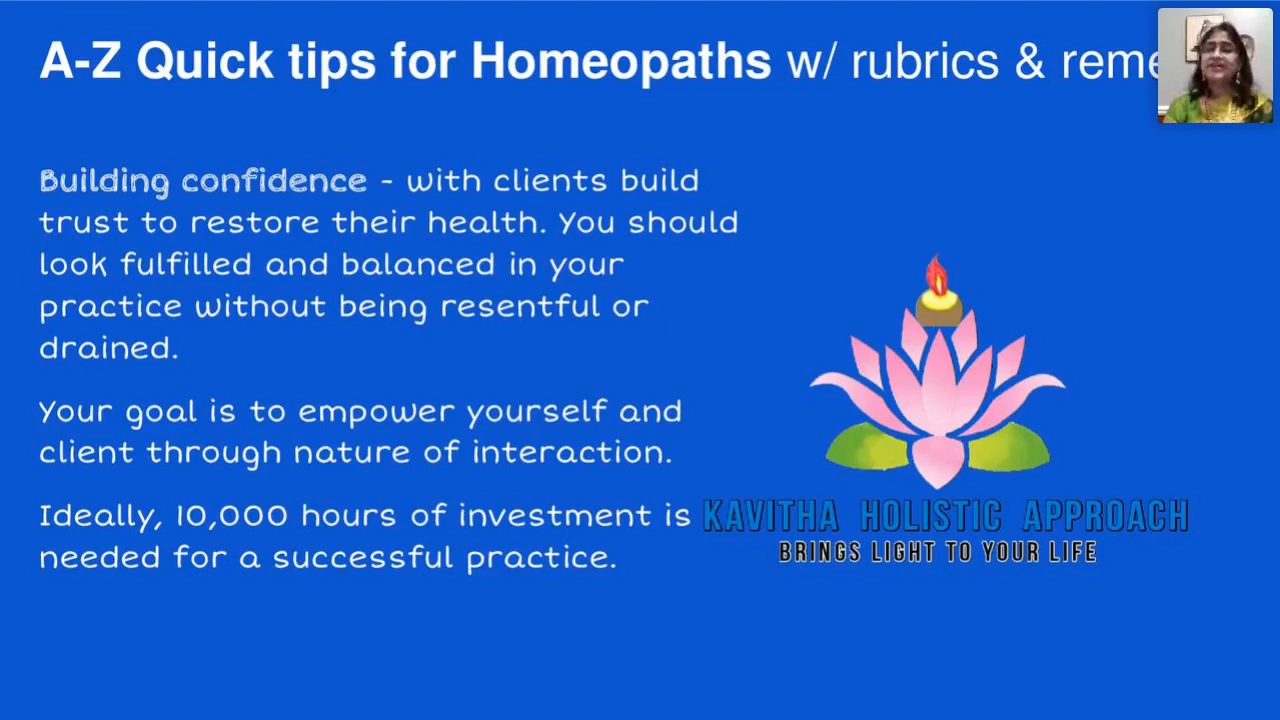 A-Z Quick tips for Homeopaths w/ rubrics &
Building confidence - with clients build
trust to restore their health. You should
look fulfilled and balanced in your
practice without being resentful or
drained.
Your goal is to empower yourself and
client through nature of interaction.
Ideally, 10,000 hours of investment is
needed for a successful practice.
KAVITHA HOLISTIC APPROACH
BRINGS LIGHT TO YOUR LIFE